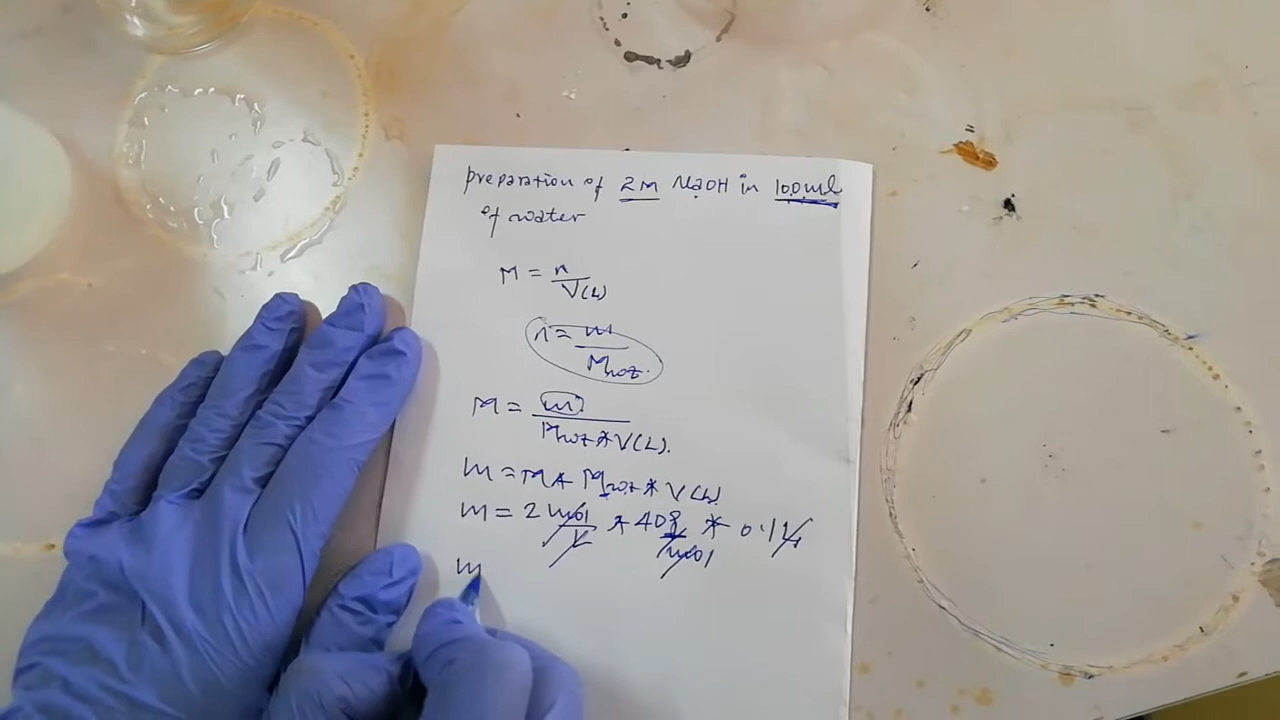 preparation of 2M NaOH in 100ml
of water
M = n / V(L)
n = m / Mwt.
M = m / Mwt * V(L).
m = M * Mwt * V(L)
m = 2 mol/L * 40g/mol * 0.1L
m